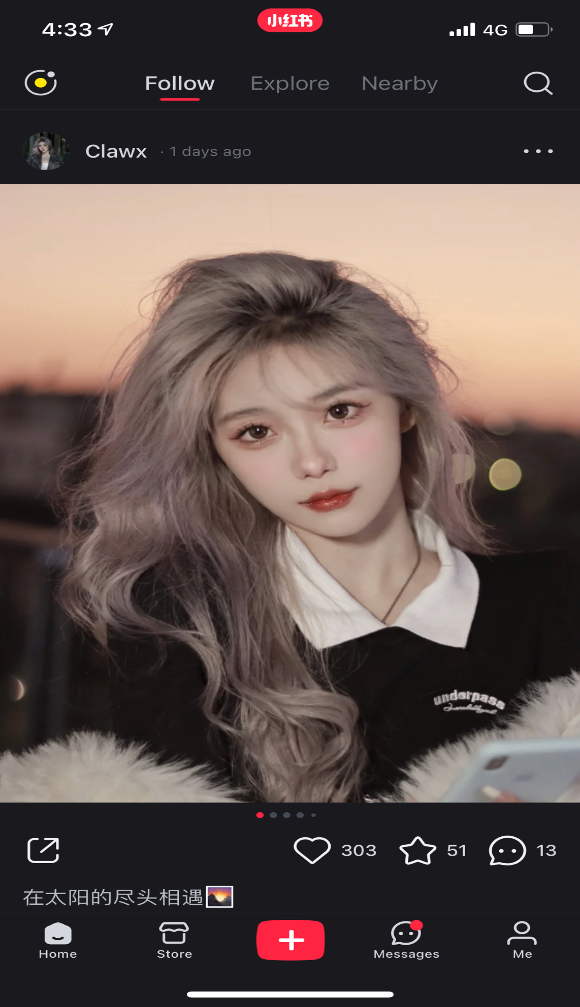 4:33
小红书
4G
Follow Explore Nearby
Clawx · 1 days ago
underpass
303 51 13
在太阳的尽头相遇
Home Store Messages Me